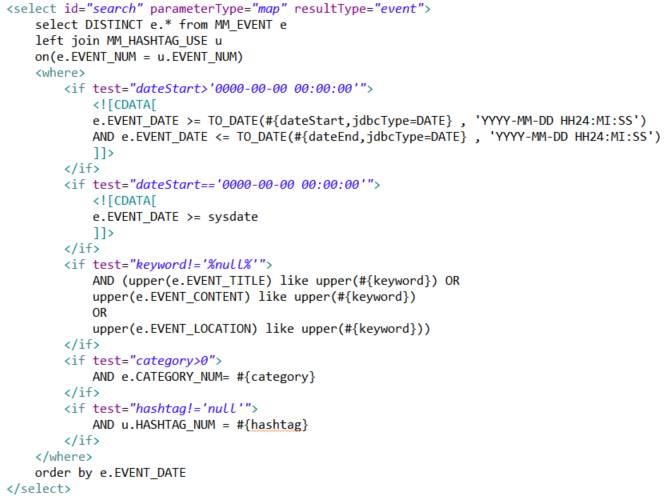 <select id="search" parameterType="map" resultType="event">
    select DISTINCT e.* from MM_EVENT e
    left join MM_HASHTAG_USE u
    on(e.EVENT_NUM = u.EVENT_NUM)
    <where>
        <if test="dateStart>'0000-00-00 00:00:00'">
            <![CDATA[
            e.EVENT_DATE >= TO_DATE(#{dateStart,jdbcType=DATE} , 'YYYY-MM-DD HH24:MI:SS')
            AND e.EVENT_DATE <= TO_DATE(#{dateEnd,jdbcType=DATE} , 'YYYY-MM-DD HH24:MI:SS')
            ]]>
        </if>
        <if test="dateStart=='0000-00-00 00:00:00'">
            <![CDATA[
            e.EVENT_DATE >= sysdate
            ]]>
        </if>
        <if test="keyword!='%null%'">
            AND (upper(e.EVENT_TITLE) like upper(#{keyword}) OR
            upper(e.EVENT_CONTENT) like upper(#{keyword})
            OR
            upper(e.EVENT_LOCATION) like upper(#{keyword}))
        </if>
        <if test="category>0">
            AND e.CATEGORY_NUM= #{category}
        </if>
        <if test="hashtag!='null'">
            AND u.HASHTAG_NUM = #{hashtag}
        </if>
    </where>
    order by e.EVENT_DATE
</select>